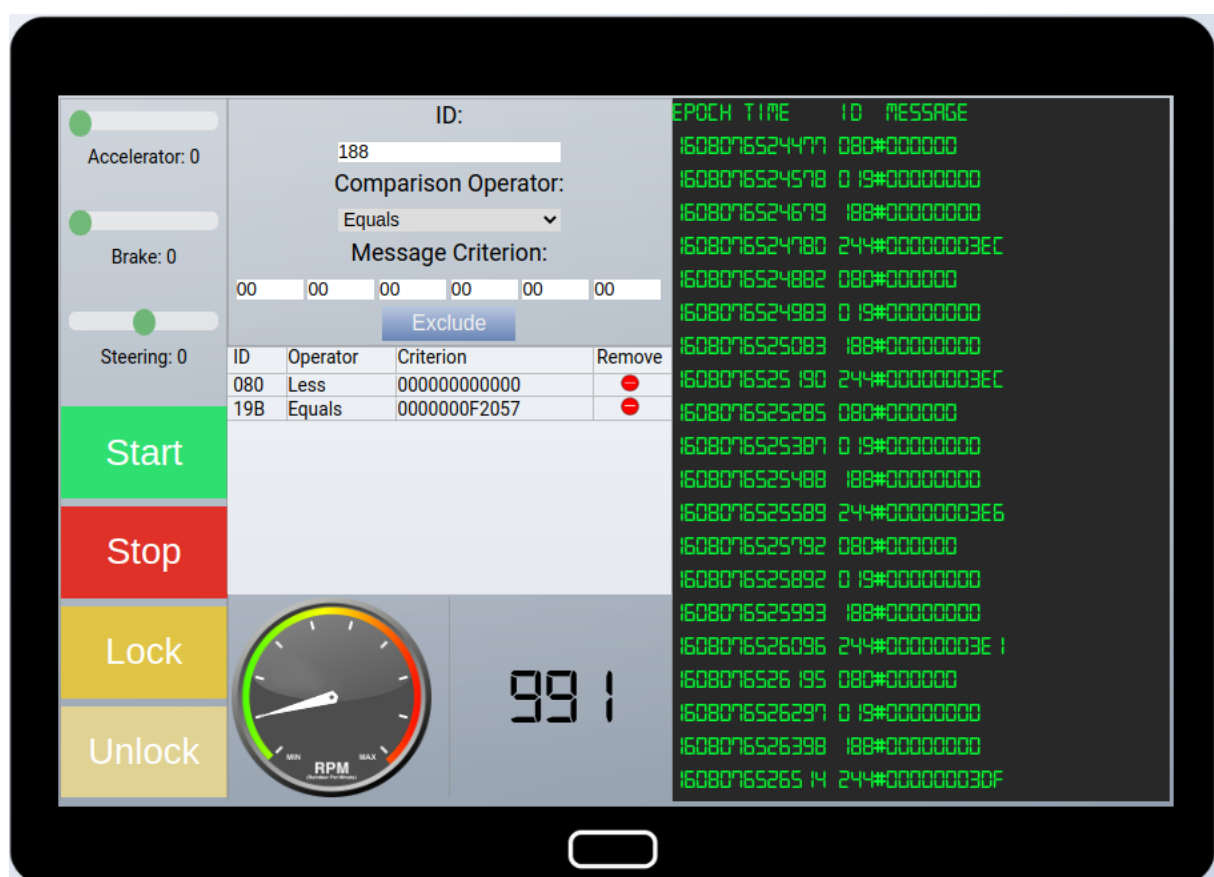 Accelerator: 0
Brake: 0
Steering: 0
Start
Stop
Lock
Unlock
ID:
188
Comparison Operator:
Equals
Message Criterion:
00 00 00 00 00 00
Exclude
ID Operator Criterion Remove
080 Less 000000000000
19B Equals 0000000F2057
MIN MAX
RPM
991
EPOCH TIME ID MESSAGE
1608076524477 080#000000
1608076524578 019#00000000
1608076524679 188#00000000
1608076524780 244#00000003EC
1608076524882 080#000000
1608076524983 019#00000000
1608076525083 188#00000000
1608076525190 244#00000003EC
1608076525285 080#000000
1608076525387 019#00000000
1608076525488 188#00000000
1608076525589 244#00000003E6
1608076525792 080#000000
1608076525892 019#00000000
1608076525993 188#00000000
1608076526096 244#00000003E1
1608076526195 080#000000
1608076526297 019#00000000
1608076526398 188#00000000
1608076526514 244#00000003DF